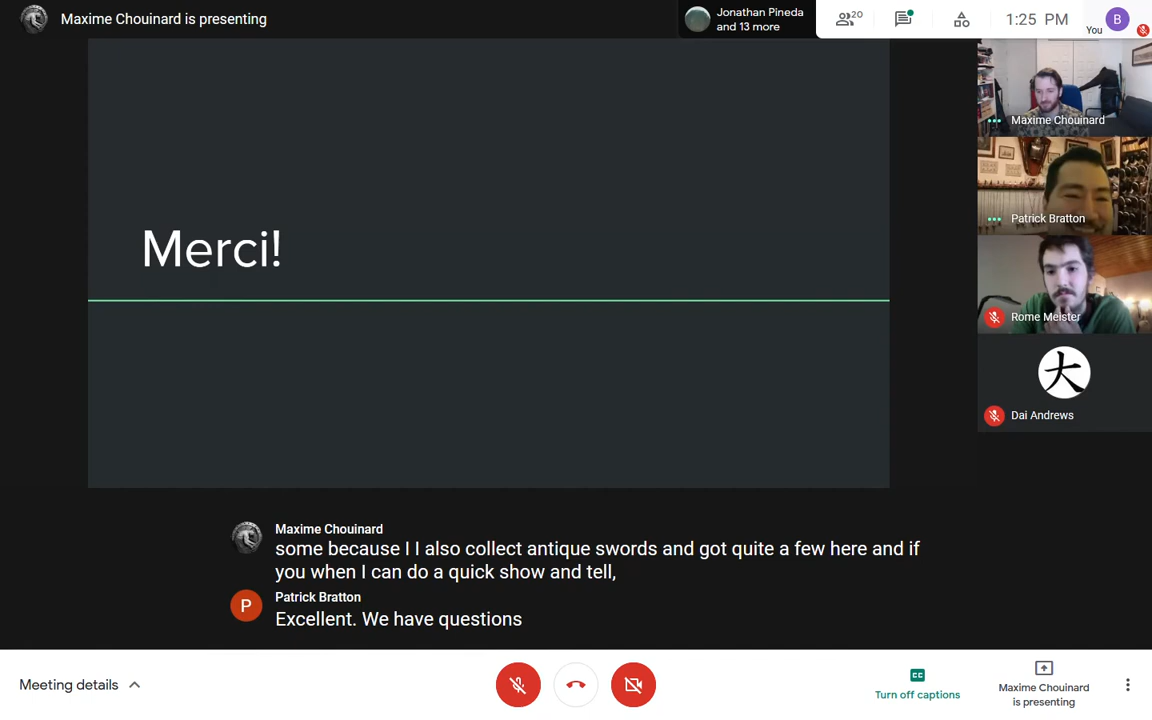 Maxime Chouinard is presenting
Jonathan Pineda
and 13 more
20
1:25 PM
You
B
Maxime Chouinard
Patrick Bratton
Merci!
Rome Meister
大
Dai Andrews
Maxime Chouinard
some because I I also collect antique swords and got quite a few here and if
you when I can do a quick show and tell,
P
Patrick Bratton
Excellent. We have questions
Meeting details
CC
Turn off captions
Maxime Chouinard
is presenting